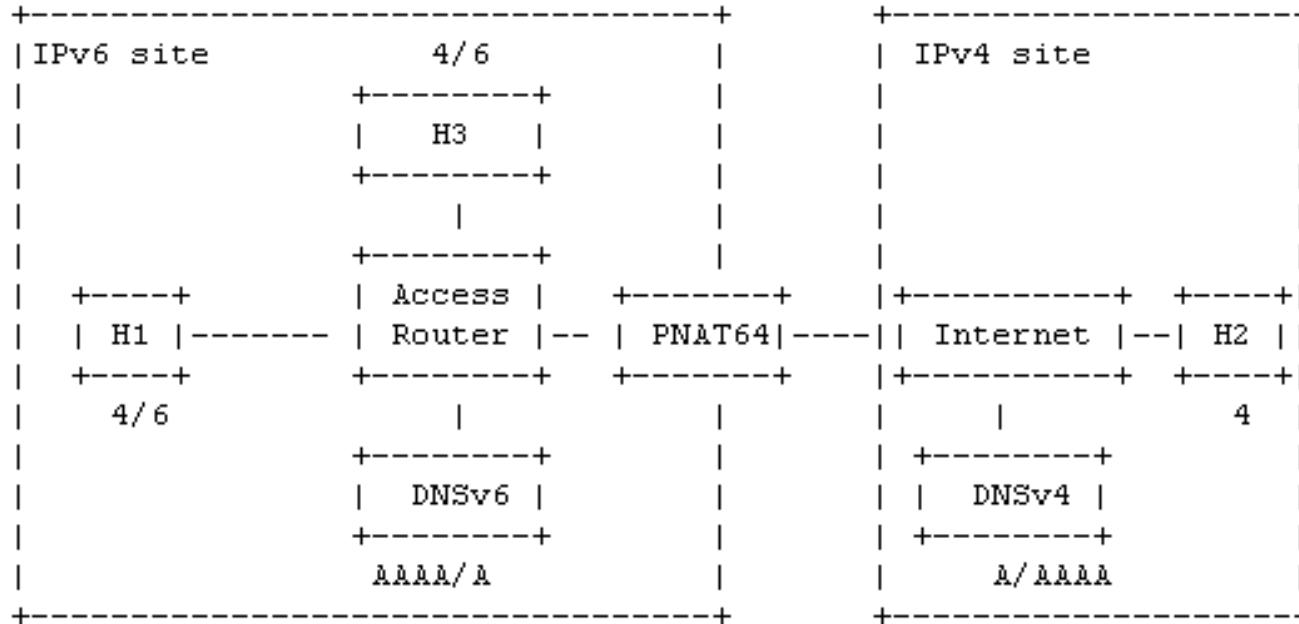 IPv6 site 4/6 IPv4 site
H3
Access
H1 Router PNAT64 Internet H2
4/6 4
DNSv6 DNSv4
AAAA/A A/AAAA